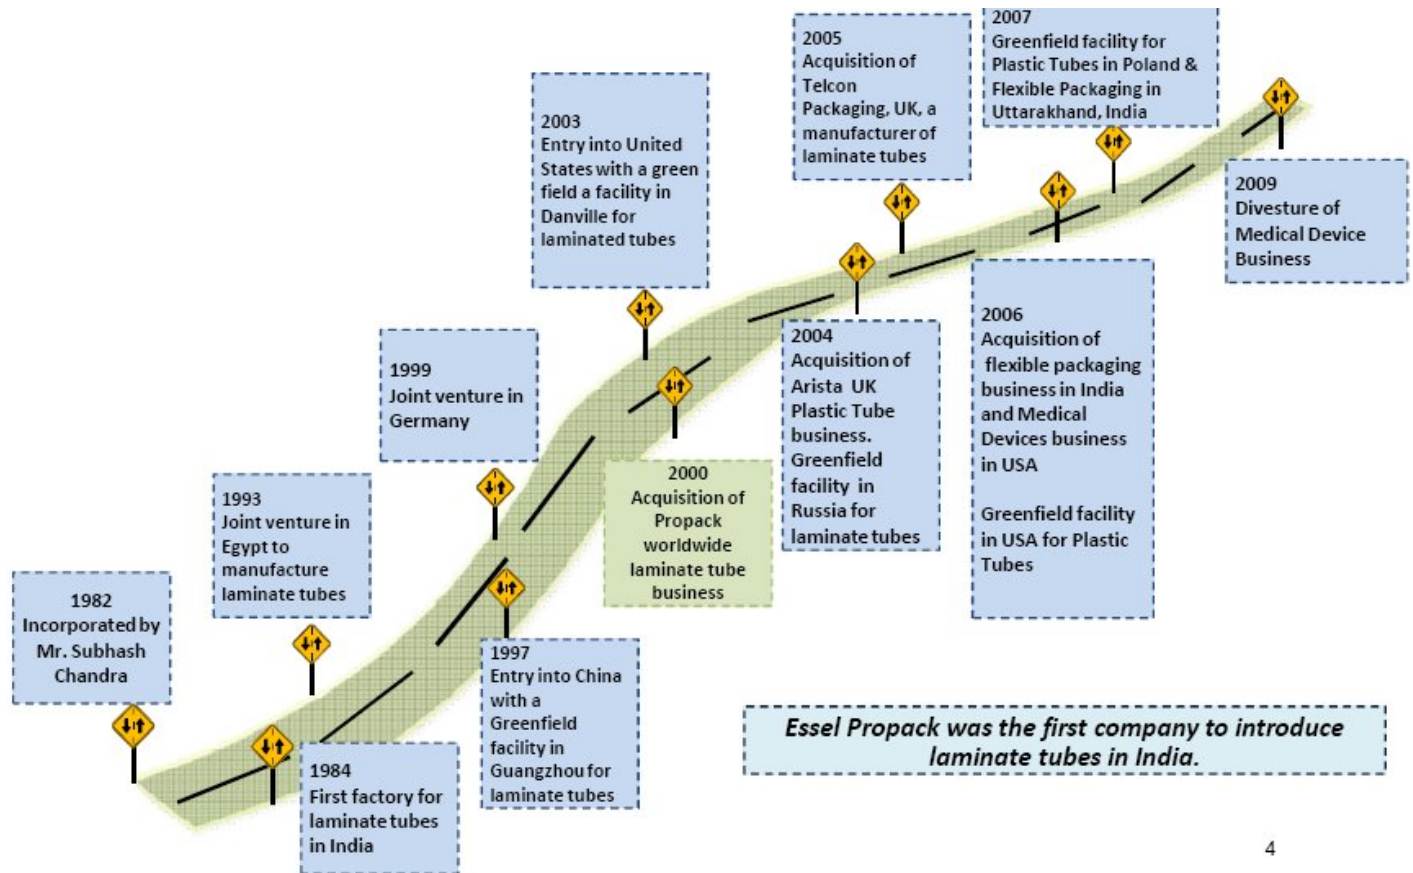 1982
Incorporated by
Mr. Subhash
Chandra
1984
First factory for
laminate tubes
in India
1993
Joint venture in
Egypt to
manufacture
laminate tubes
1997
Entry into China
with a
Greenfield
facility in
Guangzhou for
laminate tubes
1999
Joint venture in
Germany
2000
Acquisition of
Propack
worldwide
laminate tube
business
2003
Entry into United
States with a green
field a facility in
Danville for
laminated tubes
2004
Acquisition of
Arista UK
Plastic Tube
business.
Greenfield
facility in
Russia for
laminate tubes
2005
Acquisition of
Telcon
Packaging, UK, a
manufacturer of
laminate tubes
2006
Acquisition of
flexible packaging
business in India
and Medical
Devices business
in USA
Greenfield facility
in USA for Plastic
Tubes
2007
Greenfield facility for
Plastic Tubes in Poland &
Flexible Packaging in
Uttarakhand, India
2009
Divesture of
Medical Device
Business
Essel Propack was the first company to introduce
laminate tubes in India.
4